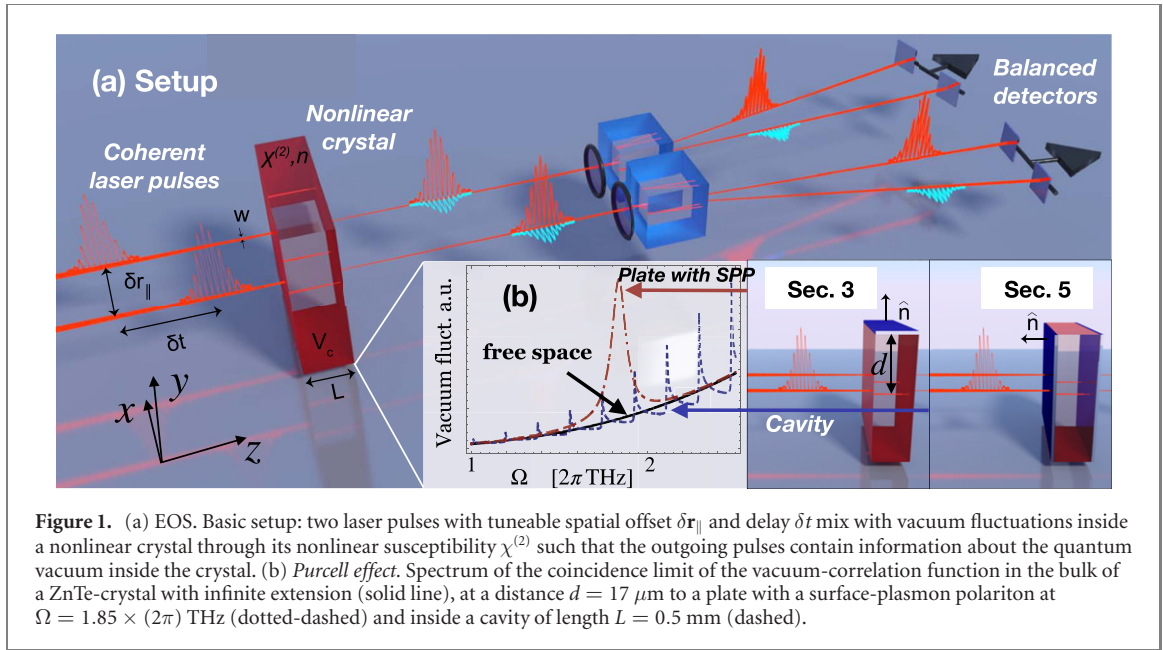 (a) Setup
Nonlinear
crystal
Balanced
detectors
Coherent
laser pulses
χ⁽²⁾,n
w
δr∥
δt
V_c
L
y
x
z
(b)
Vacuum fluct. a.u.
Plate with SPP
free space
Cavity
1
2
Ω [2π THz]
Sec. 3
n̂
d
Sec. 5
n̂
Figure 1. (a) EOS. Basic setup: two laser pulses with tuneable spatial offset δr∥ and delay δt mix with vacuum fluctuations inside
a nonlinear crystal through its nonlinear susceptibility χ⁽²⁾ such that the outgoing pulses contain information about the quantum
vacuum inside the crystal. (b) Purcell effect. Spectrum of the coincidence limit of the vacuum-correlation function in the bulk of
a ZnTe-crystal with infinite extension (solid line), at a distance d = 17 μm to a plate with a surface-plasmon polariton at
Ω = 1.85 × (2π) THz (dotted-dashed) and inside a cavity of length L = 0.5 mm (dashed).